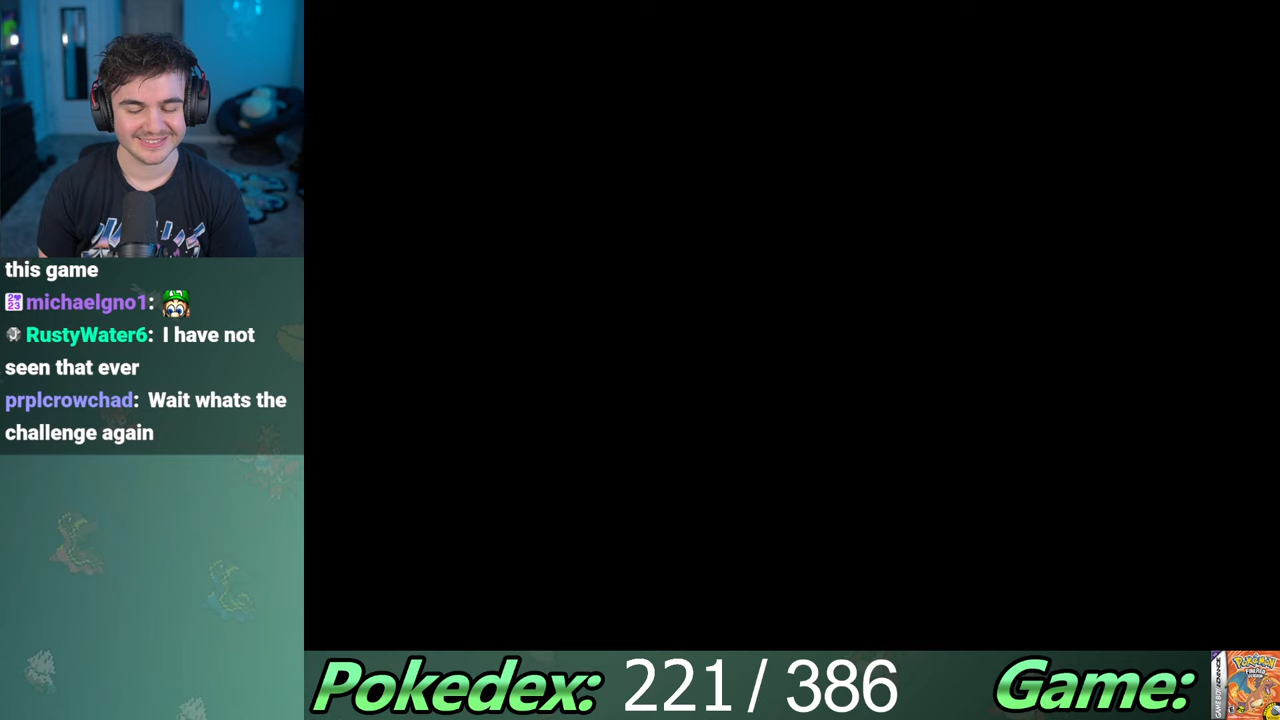 this game
michaelgno1:
RustyWater6: I have not
seen that ever
prplcrowchad: Wait whats the
challenge again
Pokedex: 221 / 386
Game:
POKéMON